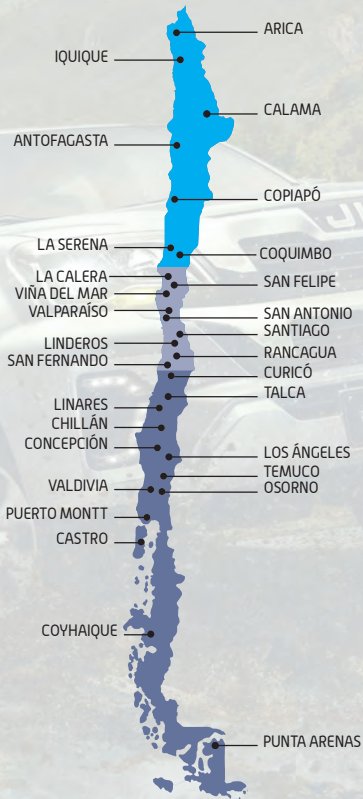 ARICA
IQUIQUE
CALAMA
ANTOFAGASTA
COPIAPÓ
LA SERENA
COQUIMBO
LA CALERA
SAN FELIPE
VIÑA DEL MAR
VALPARAÍSO
SAN ANTONIO
SANTIAGO
LINDEROS
RANCAGUA
SAN FERNANDO
CURICÓ
TALCA
LINARES
CHILLÁN
CONCEPCIÓN
LOS ÁNGELES
TEMUCO
VALDIVIA
OSORNO
PUERTO MONTT
CASTRO
COYHAIQUE
PUNTA ARENAS